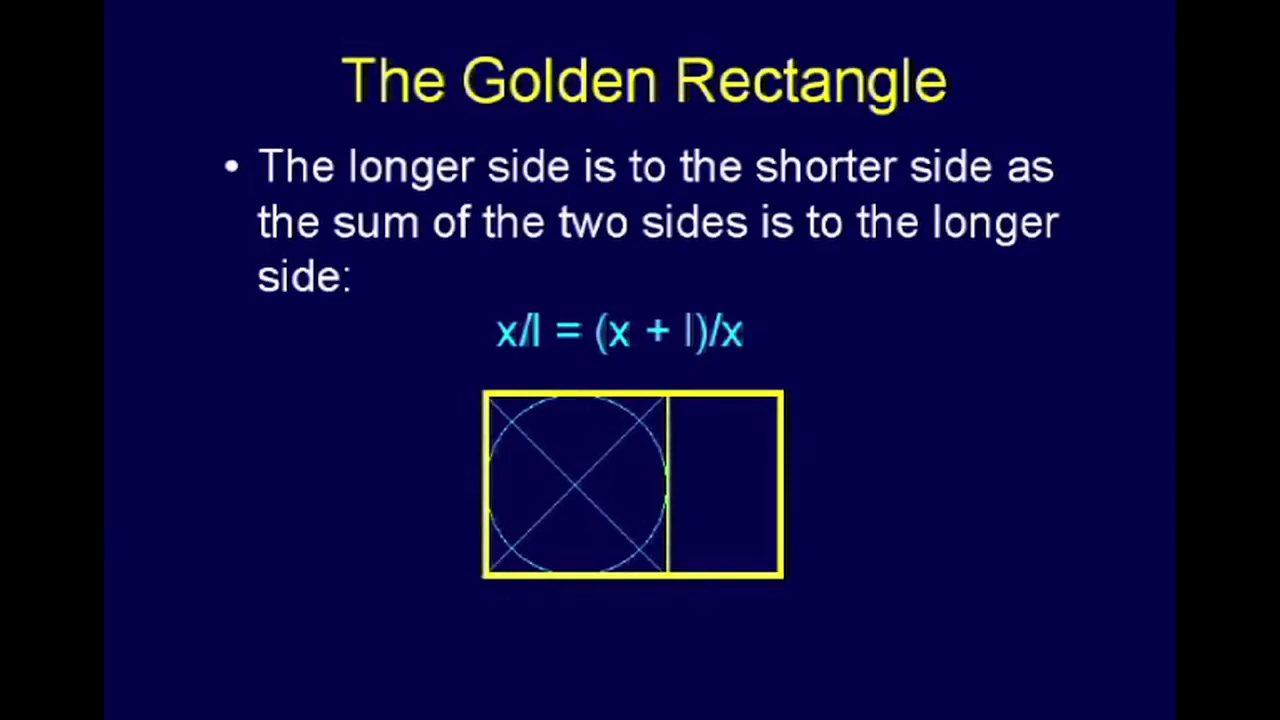 The Golden Rectangle
• The longer side is to the shorter side as
the sum of the two sides is to the longer
side:
x/l = (x + l)/x